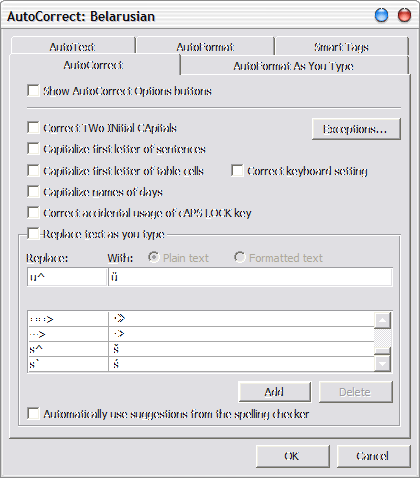 AutoCorrect: Belarusian
AutoText AutoFormat Smart Tags
AutoCorrect AutoFormat As You Type
Show AutoCorrect Options buttons
Correct TWo INitial CApitals Exceptions...
Capitalize first letter of sentences
Capitalize first letter of table cells Correct keyboard setting
Capitalize names of days
Correct accidental usage of cAPS LOCK key
Replace text as you type
Replace: With: Plain text Formatted text
u^ ŭ
s^ š
s` ś
Add Delete
Automatically use suggestions from the spelling checker
OK Cancel